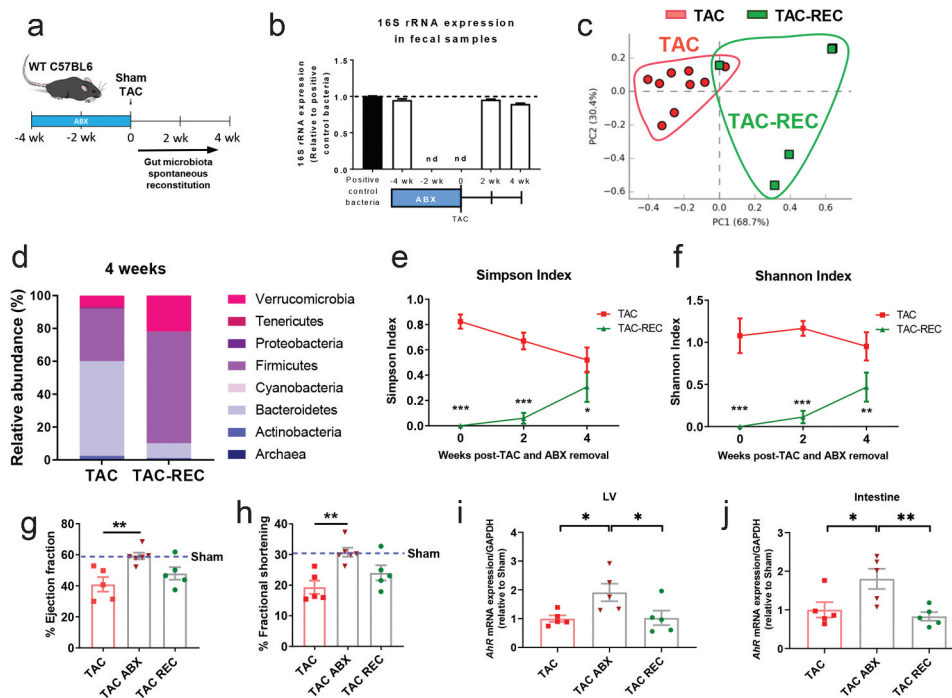 a
WT C57BL6
Sham
TAC
ABX
-4 wk
-2 wk
0
2 wk
4 wk
Gut microbiota
spontaneous
reconstitution
b
16S rRNA expression
in fecal samples
16S rRNA expression
(Relative to positive
control bacteria)
1.5
1.0
0.5
0.0
nd
nd
Positive
control
bacteria
-4 wk
-2 wk
0
2 wk
4 wk
ABX
TAC
c
TAC
TAC-REC
TAC
TAC-REC
PC2 (30.4%)
0.2
0.0
−0.2
−0.4
−0.6
−0.4
−0.2
0.0
0.2
0.4
0.6
PC1 (68.7%)
d
4 weeks
Relative abundance (%)
100
80
60
40
20
0
TAC
TAC-REC
Verrucomicrobia
Tenericutes
Proteobacteria
Firmicutes
Cyanobacteria
Bacteroidetes
Actinobacteria
Archaea
e
Simpson Index
Simpson Index
1.0
0.8
0.6
0.4
0.2
0.0
TAC
TAC-REC
***
***
*
0
2
4
Weeks post-TAC and ABX removal
f
Shannon Index
Shannon Index
1.5
1.0
0.5
0.0
TAC
TAC-REC
***
***
**
0
2
4
Weeks post-TAC and ABX removal
g
% Ejection fraction
80
60
40
20
0
**
Sham
TAC
TAC ABX
TAC REC
h
% Fractional shortening
40
30
20
10
0
**
Sham
TAC
TAC ABX
TAC REC
i
LV
AhR mRNA expression/GAPDH
(relative to Sham)
4
3
2
1
0
*
*
TAC
TAC ABX
TAC REC
j
Intestine
AhR mRNA expression/GAPDH
(relative to Sham)
3
2
1
0
*
**
TAC
TAC ABX
TAC REC